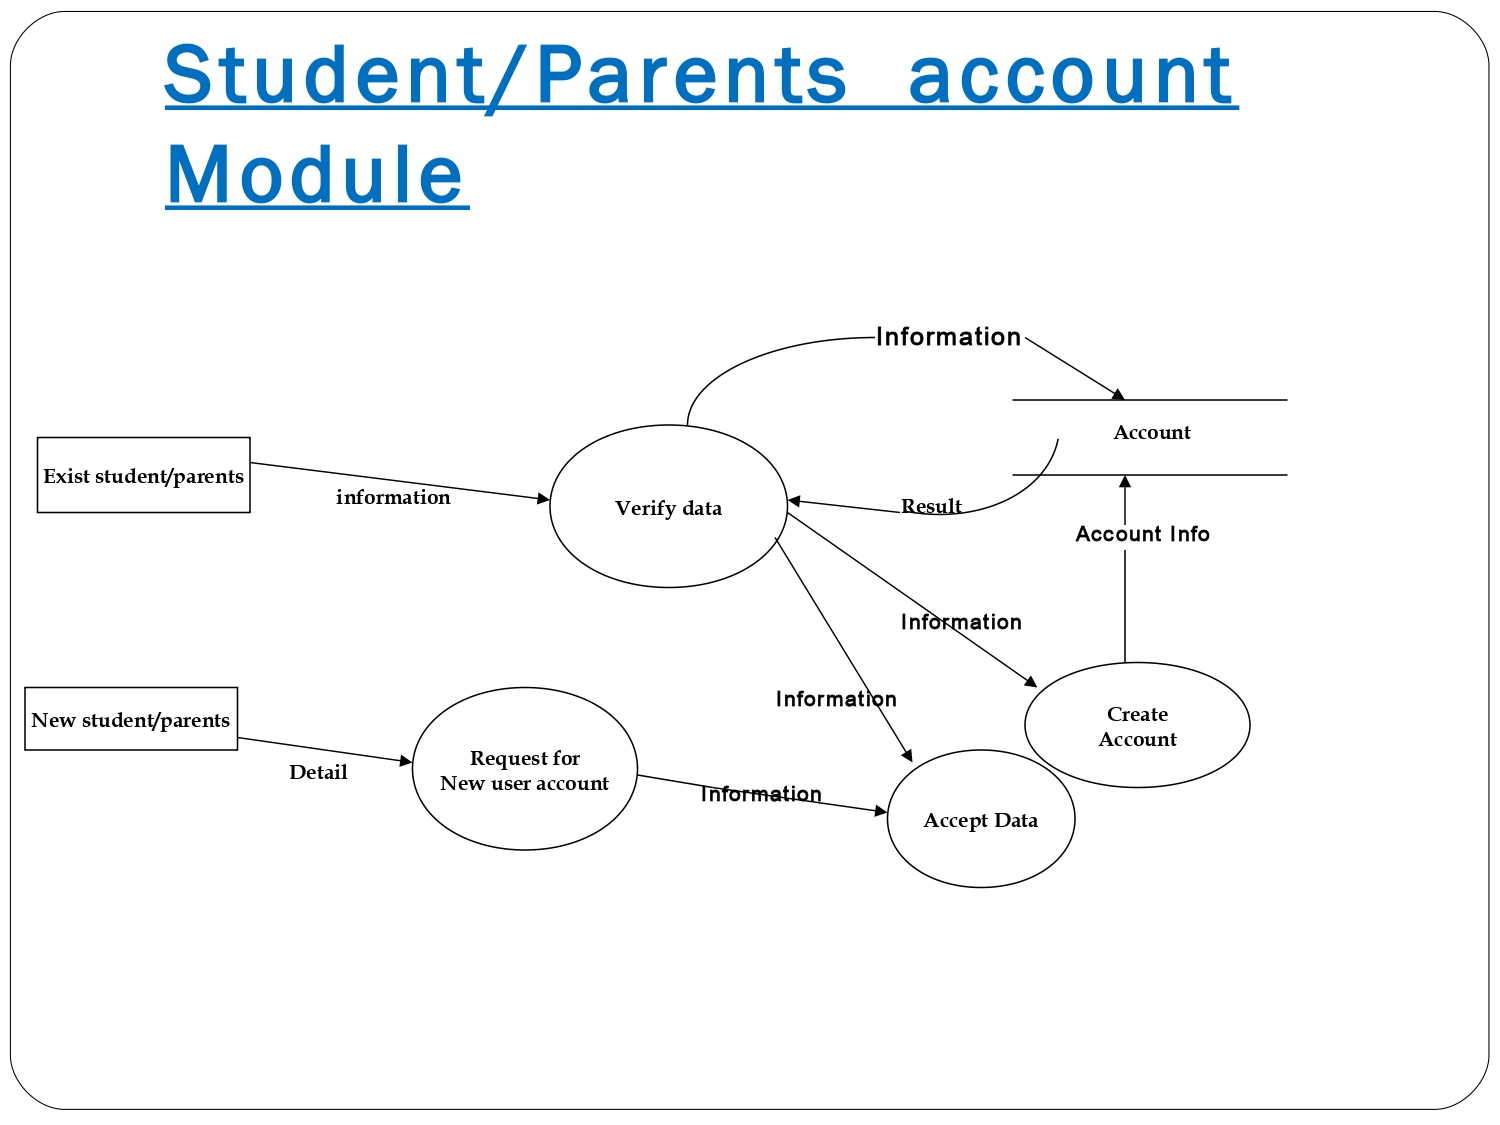 Student/Parents account
Module
Information
Account
Exist student/parents
information
Verify data
Result
Account Info
Information
Information
New student/parents
Detail
Request for
New user account
Information
Create
Account
Accept Data